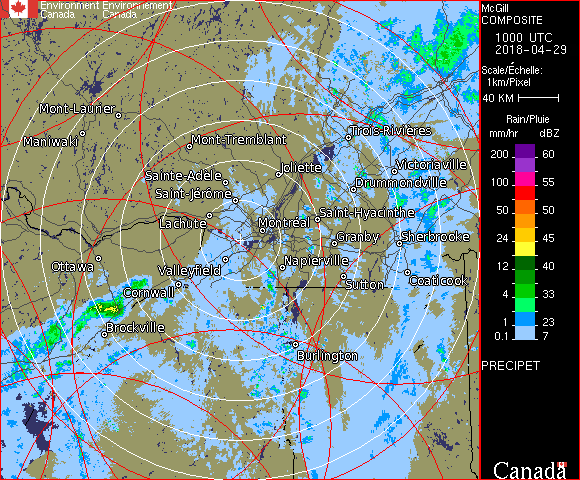 Environment Environnement
Canada Canada
Mont-Laurier
Maniwaki
Mont-Tremblant
Trois-Rivières
Sainte-Adèle
Joliette
Victoriaville
Drummondville
Saint-Jérôme
Lachute
Saint-Hyacinthe
Montréal
Granby
Sherbrooke
Ottawa
Valleyfield
Napierville
Sutton
Coaticook
Cornwall
Brockville
Burlington
McGill
COMPOSITE
1000 UTC
2018-04-29
Scale/Échelle:
1km/Pixel
40 KM
Rain/Pluie
mm/hr dBZ
200 60
100 55
50 50
24 45
12 40
4 33
1 23
0.1 7
PRECIPET
Canada